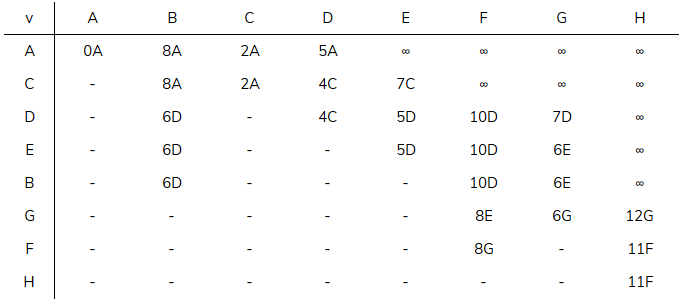 v A B C D E F G H
A 0A 8A 2A 5A ∞ ∞ ∞ ∞
C - 8A 2A 4C 7C ∞ ∞ ∞
D - 6D - 4C 5D 10D 7D ∞
E - 6D - - 5D 10D 6E ∞
B - 6D - - - 10D 6E ∞
G - - - - - 8E 6G 12G
F - - - - - 8G - 11F
H - - - - - - - 11F